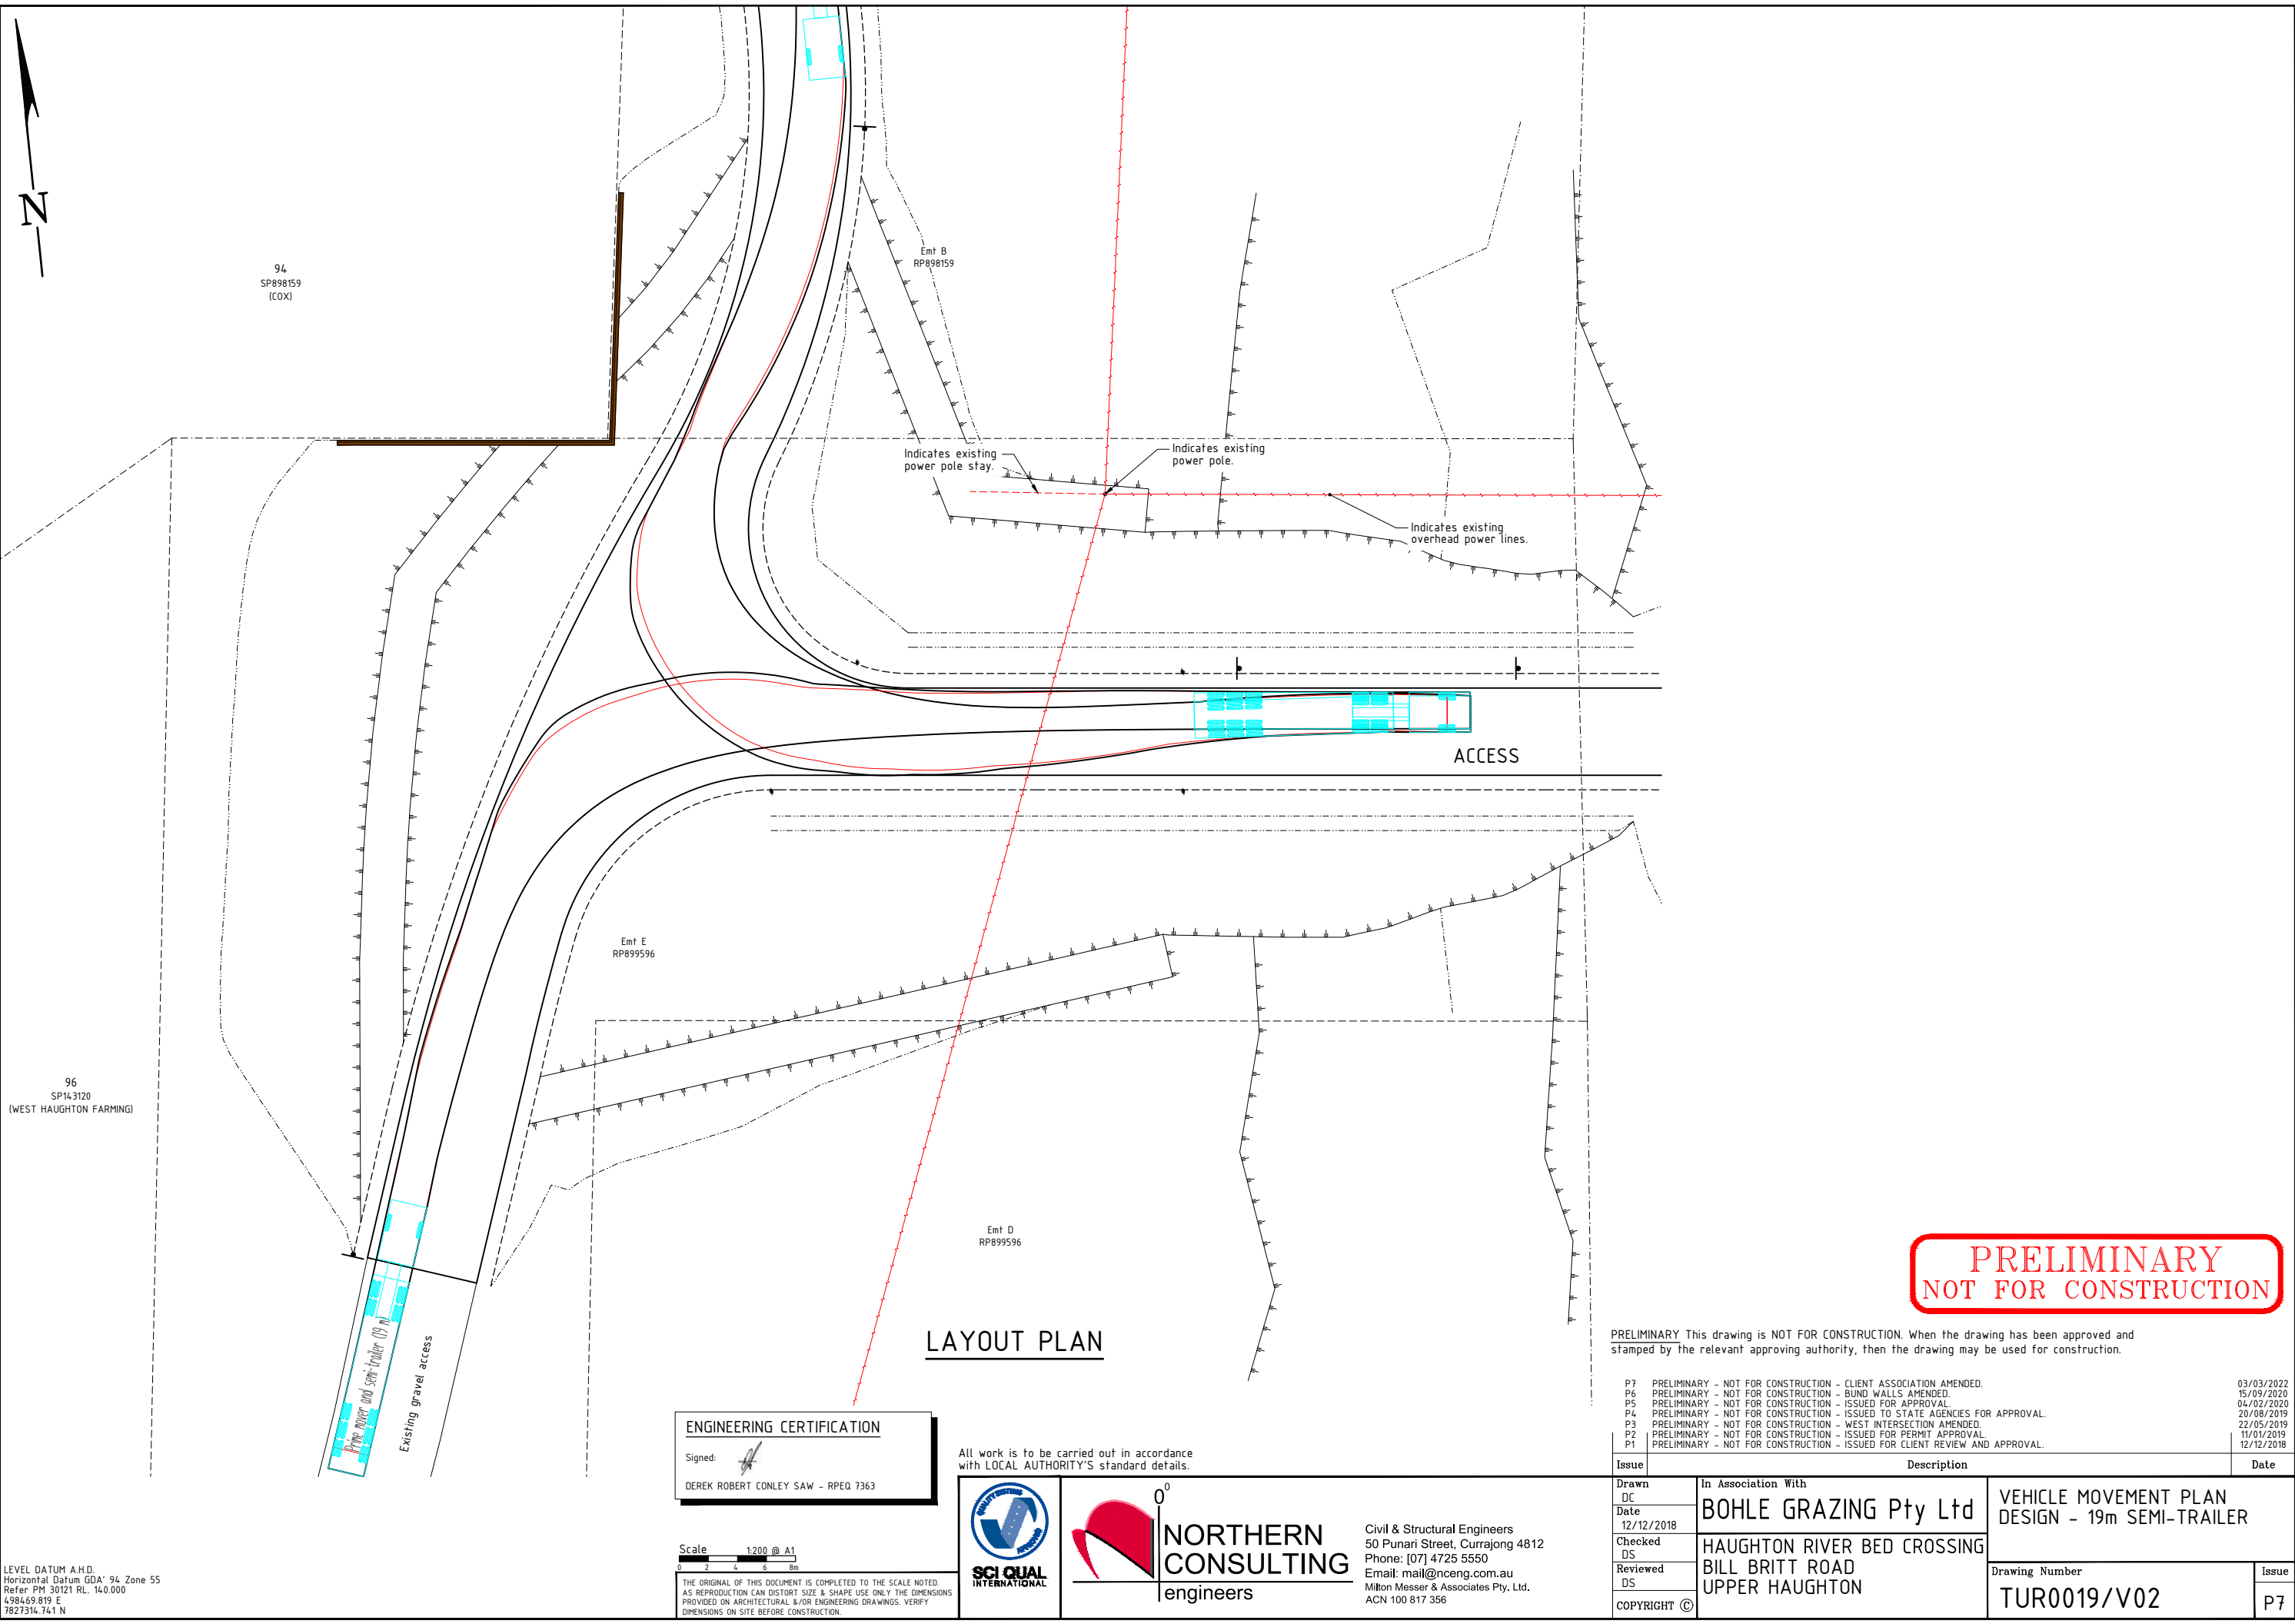 N
94
SP898159
(COX)
Emt B
RP898159
Indicates existing
power pole stay.
Indicates existing
power pole.
Indicates existing
overhead power lines.
ACCESS
Emt E
RP899596
96
SP143120
(WEST HAUGHTON FARMING)
Emt D
RP899596
Prime mover and semi-trailer (19 m)
Existing gravel access
LAYOUT PLAN
PRELIMINARY
NOT FOR CONSTRUCTION
PRELIMINARY This drawing is NOT FOR CONSTRUCTION. When the drawing has been approved and
stamped by the relevant approving authority, then the drawing may be used for construction.
P7 PRELIMINARY - NOT FOR CONSTRUCTION - CLIENT ASSOCIATION AMENDED. 03/03/2022
P6 PRELIMINARY - NOT FOR CONSTRUCTION - BUND WALLS AMENDED. 15/09/2020
P5 PRELIMINARY - NOT FOR CONSTRUCTION - ISSUED FOR APPROVAL. 04/02/2020
P4 PRELIMINARY - NOT FOR CONSTRUCTION - ISSUED TO STATE AGENCIES FOR APPROVAL. 20/08/2019
P3 PRELIMINARY - NOT FOR CONSTRUCTION - WEST INTERSECTION AMENDED. 22/05/2019
P2 PRELIMINARY - NOT FOR CONSTRUCTION - ISSUED FOR PERMIT APPROVAL. 11/01/2019
P1 PRELIMINARY - NOT FOR CONSTRUCTION - ISSUED FOR CLIENT REVIEW AND APPROVAL. 12/12/2018
Issue Description Date
ENGINEERING CERTIFICATION
Signed:
DEREK ROBERT CONLEY SAW - RPEQ 7363
All work is to be carried out in accordance
with LOCAL AUTHORITY'S standard details.
Scale 1:200 @ A1
0 2 4 6 8m
THE ORIGINAL OF THIS DOCUMENT IS COMPLETED TO THE SCALE NOTED.
AS REPRODUCTION CAN DISTORT SIZE & SHAPE USE ONLY THE DIMENSIONS
PROVIDED ON ARCHITECTURAL &/OR ENGINEERING DRAWINGS. VERIFY
DIMENSIONS ON SITE BEFORE CONSTRUCTION.
QUALITY SYSTEMS
APPROVED
SCI QUAL
INTERNATIONAL
0⁰
NORTHERN
CONSULTING
engineers
Civil & Structural Engineers
50 Punari Street, Currajong 4812
Phone: [07] 4725 5550
Email: mail@nceng.com.au
Milton Messer & Associates Pty. Ltd.
ACN 100 817 356
Drawn
DC
Date
12/12/2018
Checked
DS
Reviewed
DS
COPYRIGHT ©
In Association With
BOHLE GRAZING Pty Ltd
HAUGHTON RIVER BED CROSSING
BILL BRITT ROAD
UPPER HAUGHTON
VEHICLE MOVEMENT PLAN
DESIGN - 19m SEMI-TRAILER
Drawing Number
TUR0019/V02
Issue
P7
LEVEL DATUM A.H.D.
Horizontal Datum GDA' 94 Zone 55
Refer PM 30121 RL. 140.000
498469.819 E
7827314.741 N